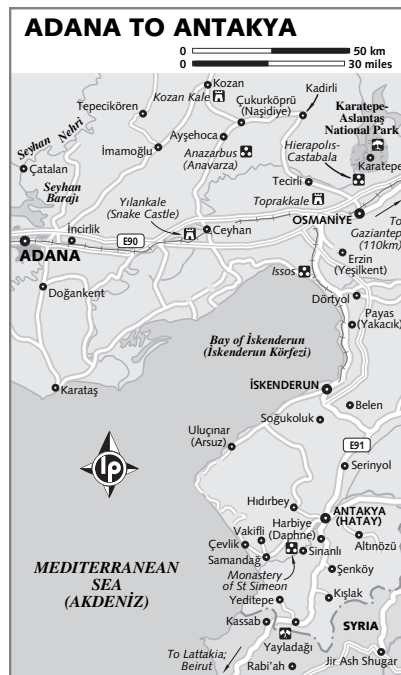 ADANA TO ANTAKYA
0 50 km
0 30 miles
Kozan
Kozan Kale
Tepecikören
Çukurköprü
(Naşidiye)
Kadirli
Karatepe-
Aslantaş
National Park
Seyhan Nehri
Ayşehoca
İmamoğlu
Anazarbus
(Anavarza)
Hierapolis-
Castabala
Karatepe
Çatalan
Seyhan
Barajı
Tecirli
Yılankale
(Snake Castle)
Toprakkale
OSMANİYE
To
Gaziantep
(110km)
İncirlik
E90
Ceyhan
ADANA
Erzin
(Yeşilkent)
Issos
Doğankent
Dörtyol
Payas
(Yakacık)
Bay of İskenderun
(İskenderun Körfezi)
Karataş
İSKENDERUN
Belen
Soğukoluk
Uluçınar
(Arsuz)
E91
lp
Serinyol
Hıdırbey
ANTAKYA
(HATAY)
Harbiye
(Daphne)
Vakifli
Çevlik
Sinanlı
Altınözü
Samandağ
MEDITERRANEAN
SEA
(AKDENİZ)
Monastery
of St Simeon
Şenköy
Yeditepe
Kışlak
Kassab
SYRIA
Yayladağı
To Lattakia;
Beirut
Rabi'ah
Jir Ash Shugar